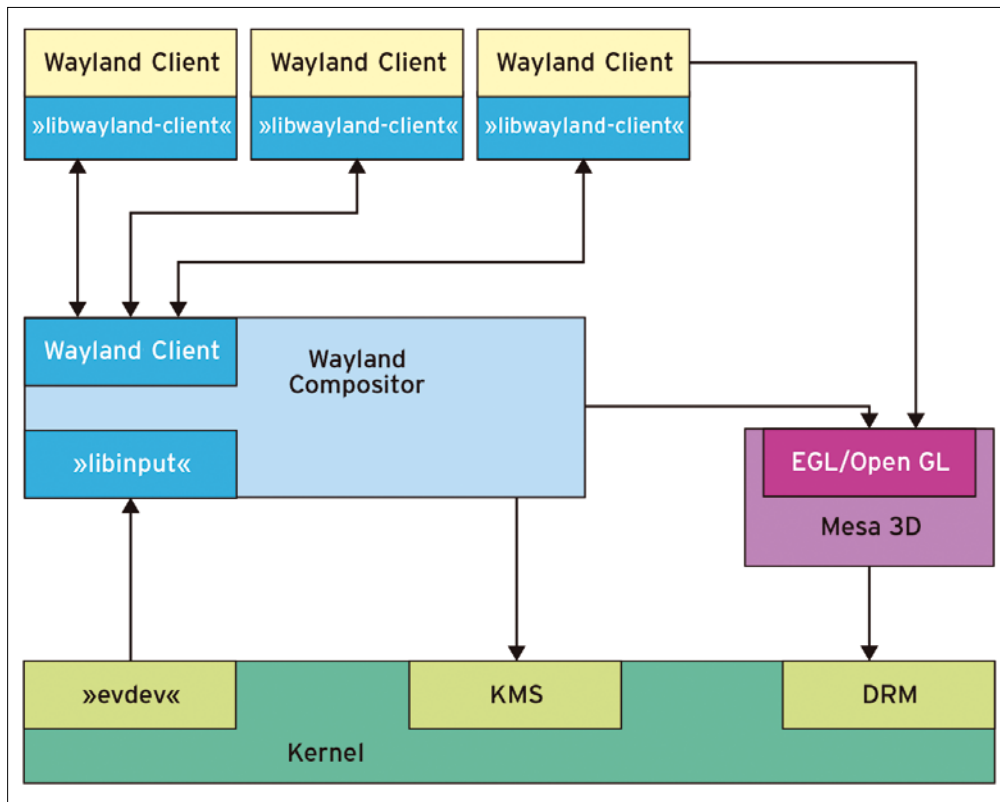 Wayland Client
Wayland Client
Wayland Client
»libwayland-client«
»libwayland-client«
»libwayland-client«
Wayland Client
Wayland
Compositor
»libinput«
EGL/Open GL
Mesa 3D
»evdev«
KMS
DRM
Kernel